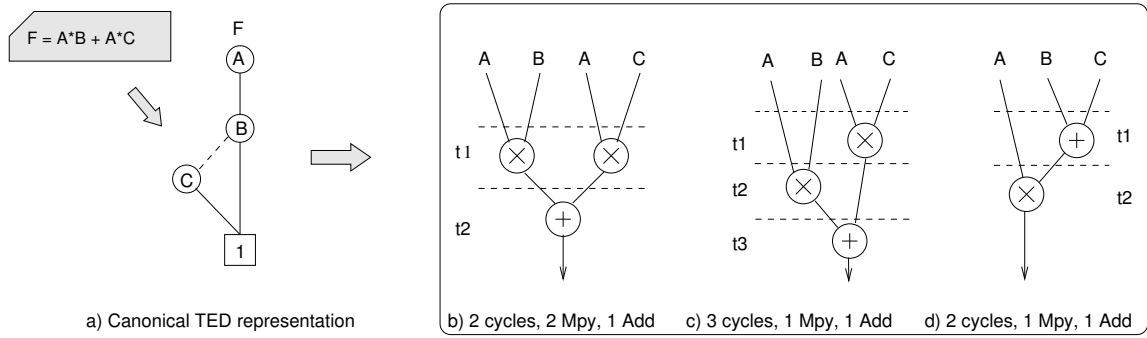 F = A*B + A*C
F
A
B
C
1
a) Canonical TED representation
A B A C
t1
t2
b) 2 cycles, 2 Mpy, 1 Add
A B A C
t1
t2
t3
c) 3 cycles, 1 Mpy, 1 Add
A B C
t1
t2
d) 2 cycles, 1 Mpy, 1 Add